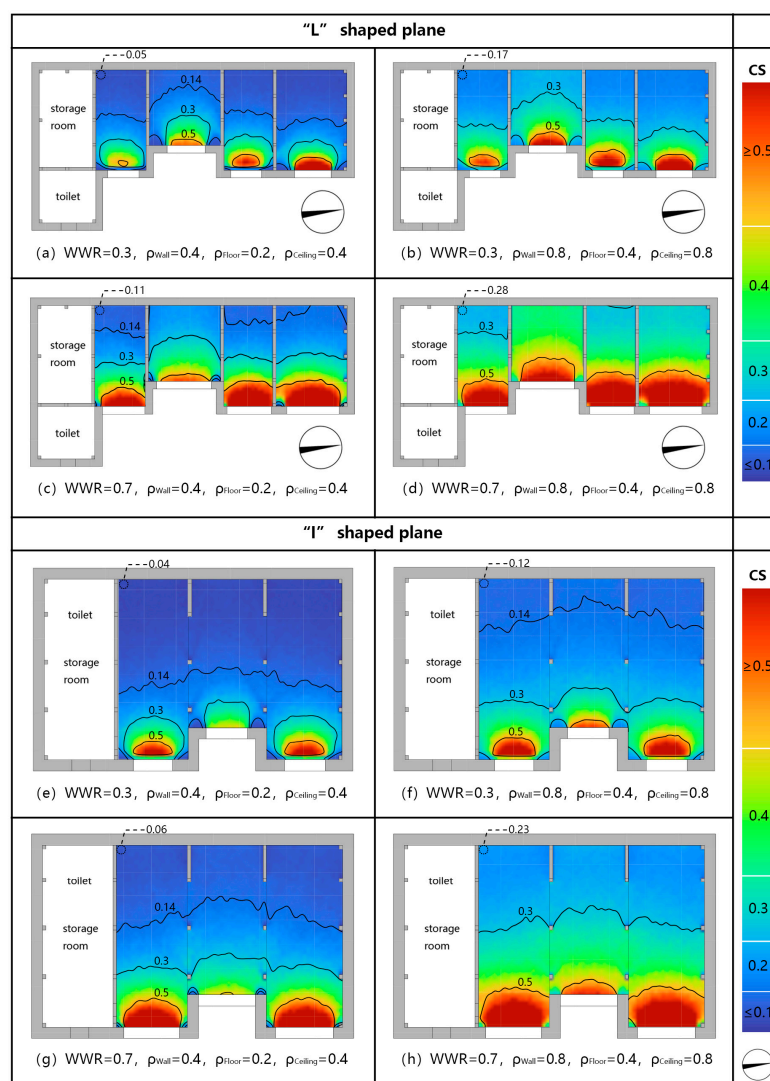 “L” shaped plane
CS
0.05
0.14
0.3
0.5
storage
room
toilet
(a) WWR=0.3, ρWall=0.4, ρFloor=0.2, ρCeiling=0.4
0.17
0.3
0.5
storage
room
toilet
(b) WWR=0.3, ρWall=0.8, ρFloor=0.4, ρCeiling=0.8
0.11
0.14
0.3
0.5
storage
room
toilet
(c) WWR=0.7, ρWall=0.4, ρFloor=0.2, ρCeiling=0.4
0.28
0.3
0.5
storage
room
toilet
(d) WWR=0.7, ρWall=0.8, ρFloor=0.4, ρCeiling=0.8
≥0.5
0.4
0.3
0.2
≤0.1
“I” shaped plane
CS
0.04
0.14
0.3
0.5
toilet
storage
room
(e) WWR=0.3, ρWall=0.4, ρFloor=0.2, ρCeiling=0.4
0.12
0.14
0.3
0.5
toilet
storage
room
(f) WWR=0.3, ρWall=0.8, ρFloor=0.4, ρCeiling=0.8
0.06
0.14
0.3
0.5
toilet
storage
room
(g) WWR=0.7, ρWall=0.4, ρFloor=0.2, ρCeiling=0.4
0.23
0.3
0.5
toilet
storage
room
(h) WWR=0.7, ρWall=0.8, ρFloor=0.4, ρCeiling=0.8
≥0.5
0.4
0.3
0.2
≤0.1